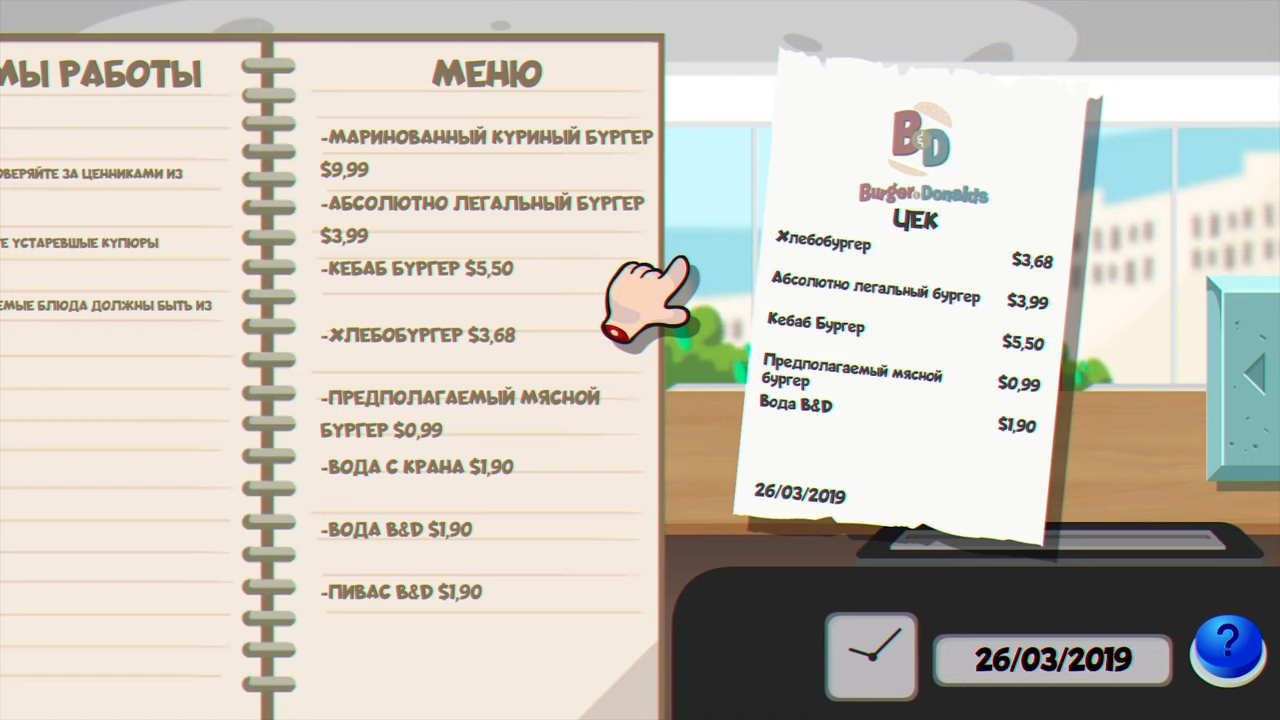 МЫ РАБОТЫ
ОВЕРЯЙТЕ ЗА ЦЕННИКАМИ ИЗ
Е УСТАРЕВШЫЕ КУПЮРЫ
ЕМЫЕ БЛЮДА ДОЛЖНЫ БЫТЬ ИЗ
МЕНЮ
-МАРИНОВАННЫЙ КУРИНЫЙ БУРГЕР
$9,99
-АБСОЛЮТНО ЛЕГАЛЬНЫЙ БУРГЕР
$3,99
-КЕБАБ БУРГЕР $5,50
-ХЛЕБОБУРГЕР $3,68
-ПРЕДПОЛАГАЕМЫЙ МЯСНОЙ
БУРГЕР $0,99
-ВОДА С КРАНА $1,90
-ВОДА B&D $1,90
-ПИВАС B&D $1,90
B&D
Burger&Donalds
ЧЕК
Хлебобургер $3,68
Абсолютно легальный бургер $3,99
Кебаб Бургер $5,50
Предполагаемый мясной
бургер $0,99
Вода B&D $1,90
26/03/2019
26/03/2019
?